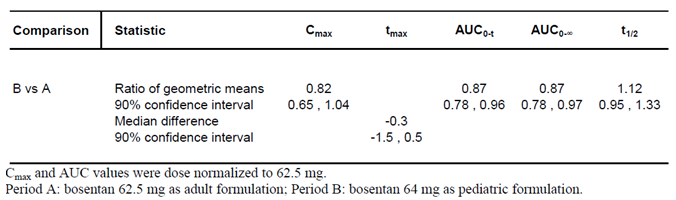 Comparison Statistic Cmax tmax AUC0-t AUC0-∞ t1/2
B vs A Ratio of geometric means 0.82 0.87 0.87 1.12
90% confidence interval 0.65 , 1.04 0.78 , 0.96 0.78 , 0.97 0.95 , 1.33
Median difference -0.3
90% confidence interval -1.5 , 0.5
Cmax and AUC values were dose normalized to 62.5 mg.
Period A: bosentan 62.5 mg as adult formulation; Period B: bosentan 64 mg as pediatric formulation.